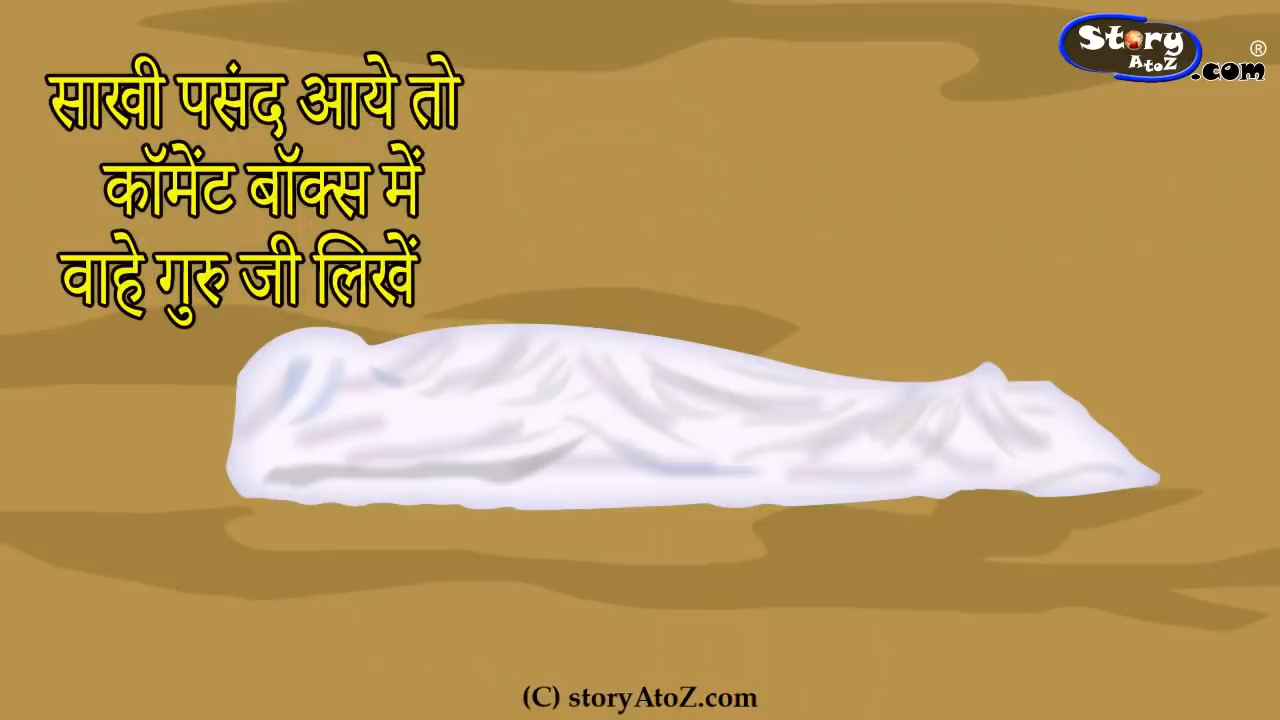 साखी पसंद आये तो
कॉमेंट बॉक्स में
वाहे गुरु जी लिखें
Story
AtoZ
.com
®
(C) storyAtoZ.com